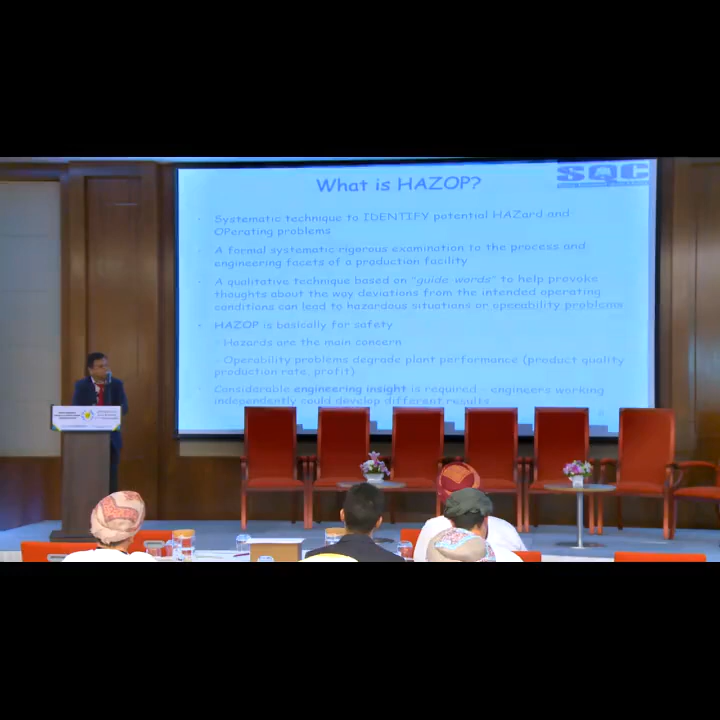 SQC
What is HAZOP?
· Systematic technique to IDENTIFY potential HAZard and
OPerating problems
· A formal systematic rigorous examination to the process and
engineering facets of a production facility
· A qualitative technique based on "guide-words" to help provoke
thoughts about the way deviations from the intended operating
conditions can lead to hazardous situations or operability problems
· HAZOP is basically for safety
- Hazards are the main concern
- Operability problems degrade plant performance (product quality
production rate, profit)
· Considerable engineering insight is required - engineers working
independently could develop different results